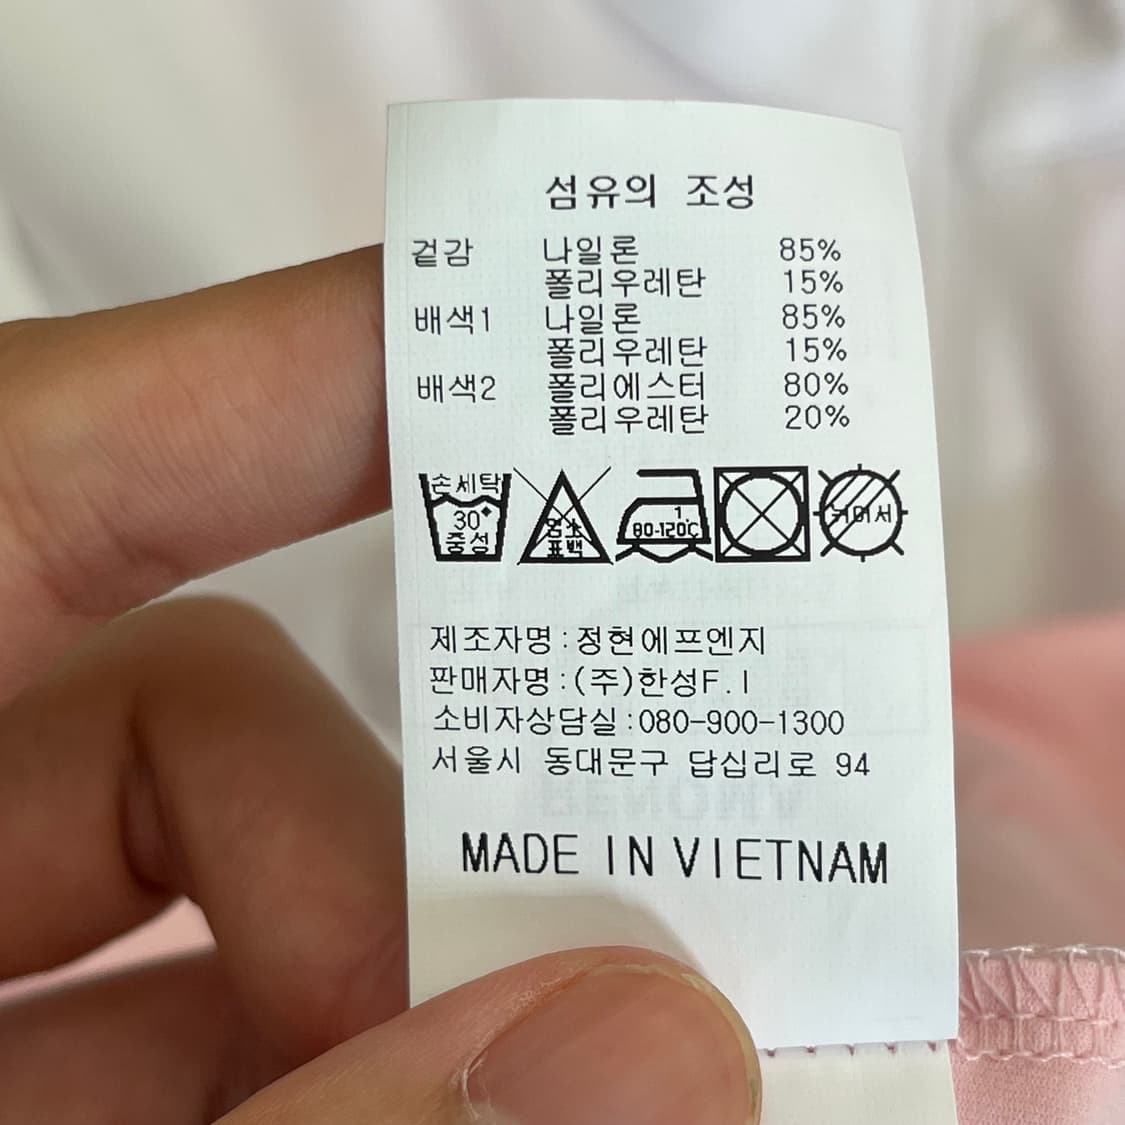 섬유의 조성
겉감 나일론 85%
폴리우레탄 15%
배색1 나일론 85%
폴리우레탄 15%
배색2 폴리에스터 80%
폴리우레탄 20%
손세탁 30° 중성
염소 표백
1 80-120℃
제조자명:정현에프엔지
판매자명:(주)한성F.I
소비자상담실:080-900-1300
서울시 동대문구 답십리로 94
MADE IN VIETNAM